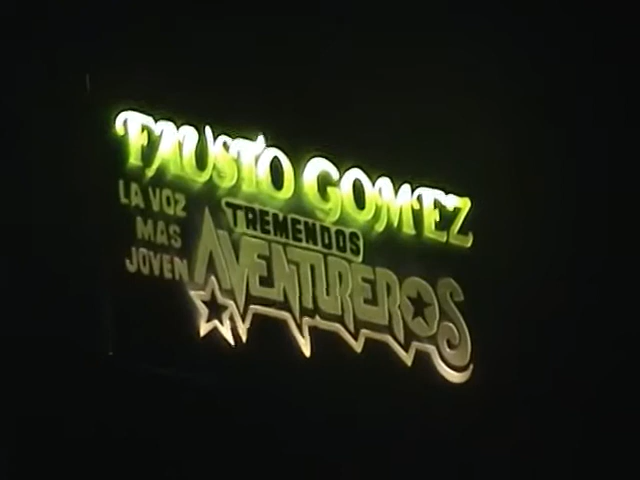 FAUSTO GOMEZ
LA VOZ
MAS
JOVEN
TREMENDOS
AVENTUREROS